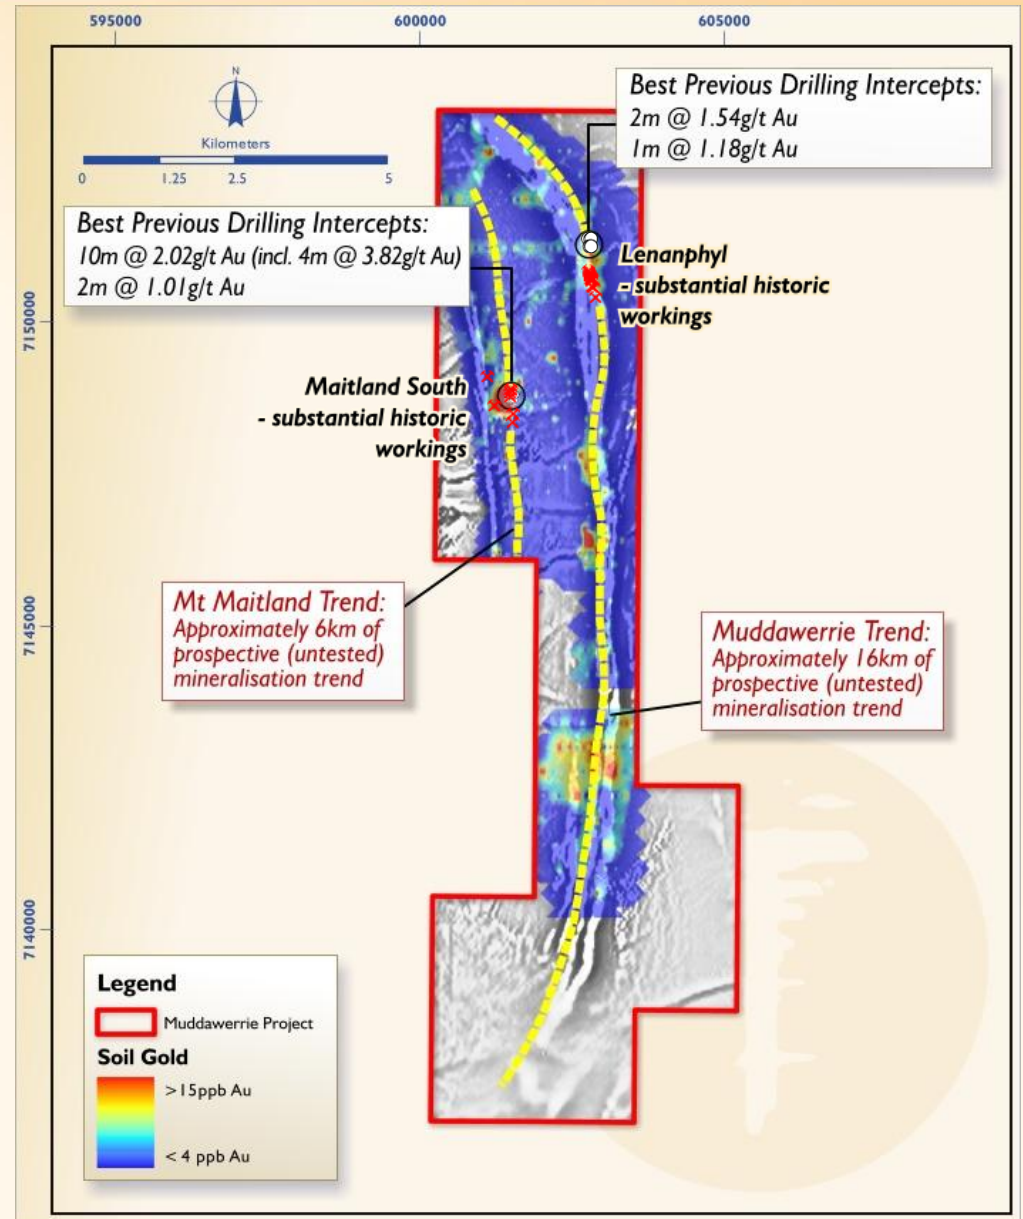 595000
600000
605000
N
Kilometers
0
1.25
2.5
5
Best Previous Drilling Intercepts:
2m @ 1.54g/t Au
1m @ 1.18g/t Au
Best Previous Drilling Intercepts:
10m @ 2.02g/t Au (incl. 4m @ 3.82g/t Au)
2m @ 1.01g/t Au
Lenanphyl
- substantial historic
workings
7150000
Maitland South
- substantial historic
workings
Mt Maitland Trend:
Approximately 6km of
prospective (untested)
mineralisation trend
7145000
Muddawerrie Trend:
Approximately 16km of
prospective (untested)
mineralisation trend
7140000
Legend
Muddawerrie Project
Soil Gold
>15ppb Au
< 4 ppb Au